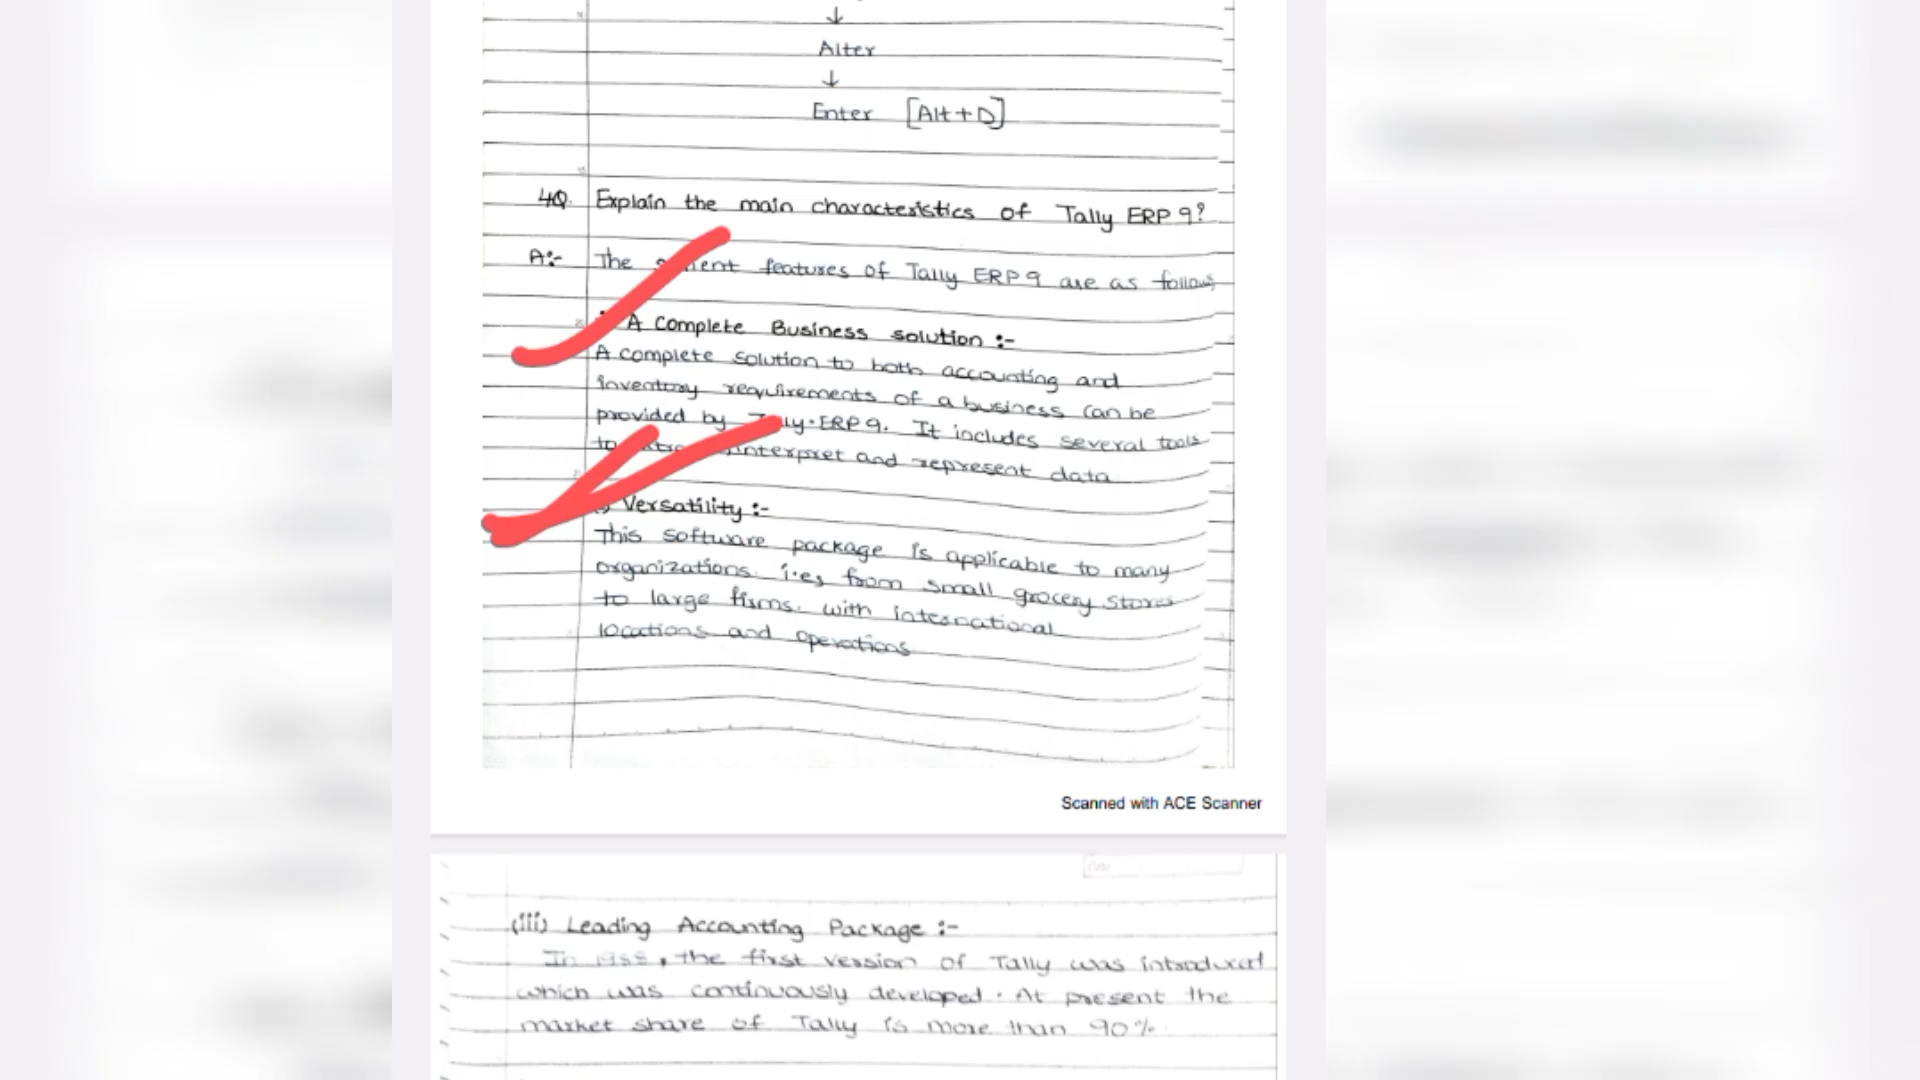 ↓
Alter
↓
Enter [Alt+D]
4Q. Explain the main characteristics of Tally ERP 9?
A:- The features of Tally ERP 9 are as follows
A Complete Business solution :-
A complete solution to both accounting and
inventory requirements of a business can be
provided by Tally.ERP 9. It includes several tools
to interpret and represent data
Versatility :-
This software package is applicable to many
organizations. i.e, from small grocery stores
to large firms. with international
locations and operations
Scanned with ACE Scanner
(iii) Leading Accounting Package :-
In 1988, the first version of Tally was introduced
which was continuously developed. At present the
market share of Tally is more than 90%.